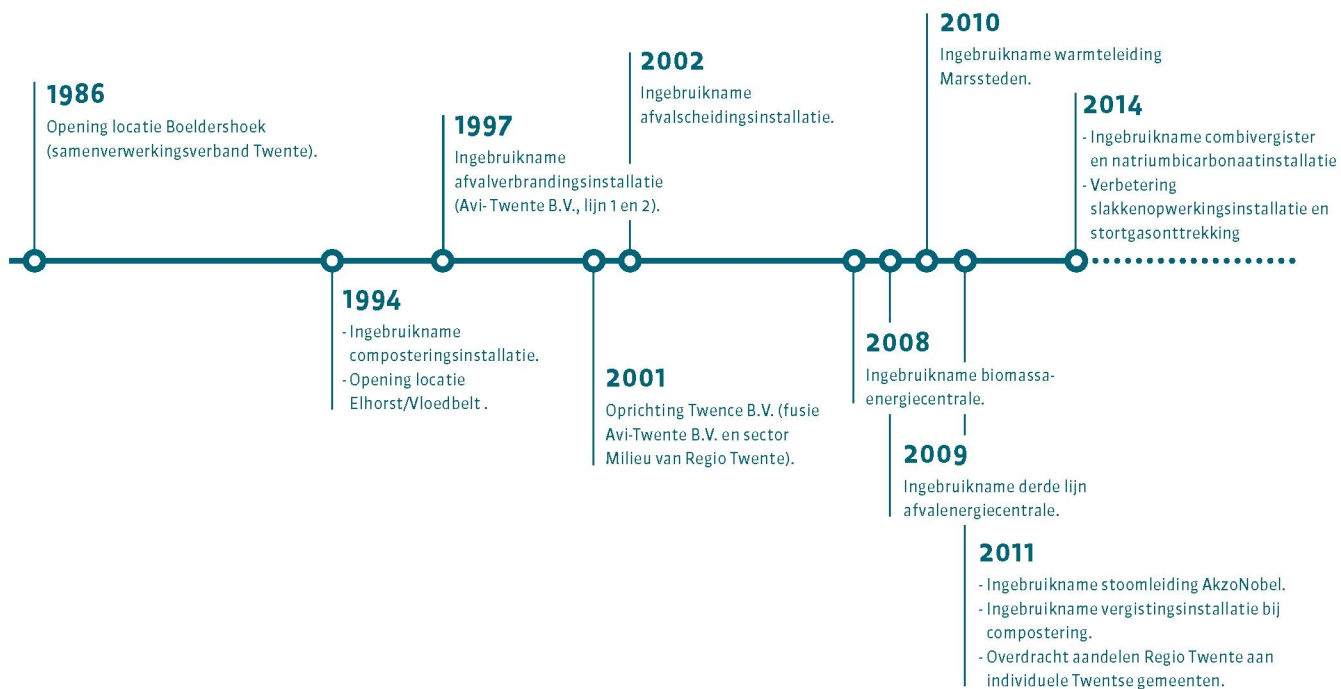 1986
Opening locatie Boeldershoek
(samenverwerkingsverband Twente).
1994
- Ingebruikname
composteringsinstallatie.
- Opening locatie
Elhorst/Vloedbelt .
1997
Ingebruikname
afvalverbrandingsinstallatie
(Avi- Twente B.V., lijn 1 en 2).
2001
Oprichting Twence B.V. (fusie
Avi-Twente B.V. en sector
Milieu van Regio Twente).
2002
Ingebruikname
afvalscheidingsinstallatie.
2008
Ingebruikname biomassa-
energiecentrale.
2009
Ingebruikname derde lijn
afvalenergiecentrale.
2010
Ingebruikname warmteleiding
Marssteden.
2011
- Ingebruikname stoomleiding AkzoNobel.
- Ingebruikname vergistingsinstallatie bij
compostering.
- Overdracht aandelen Regio Twente aan
individuele Twentse gemeenten.
2014
- Ingebruikname combivergister
en natriumbicarbonaatinstallatie
- Verbetering
slakkenopwerkingsinstallatie en
stortgasonttrekking